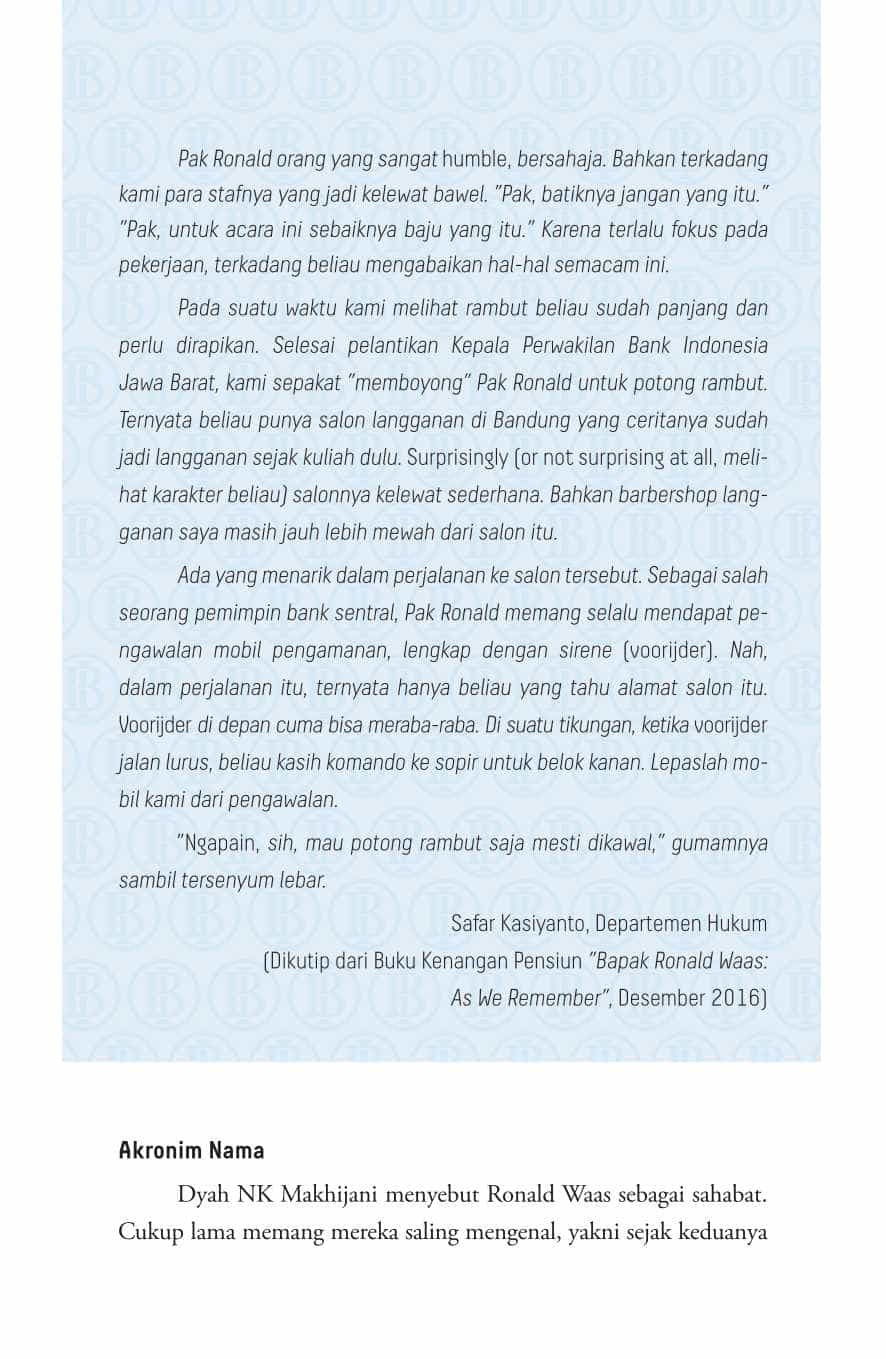 Pak Ronald orang yang sangat humble, bersahaja. Bahkan terkadang
kami para stafnya yang jadi kelewat bawel. "Pak, batiknya jangan yang itu."
"Pak, untuk acara ini sebaiknya baju yang itu." Karena terlalu fokus pada
pekerjaan, terkadang beliau mengabaikan hal-hal semacam ini.
Pada suatu waktu kami melihat rambut beliau sudah panjang dan
perlu dirapikan. Selesai pelantikan Kepala Perwakilan Bank Indonesia
Jawa Barat, kami sepakat "memboyong" Pak Ronald untuk potong rambut.
Ternyata beliau punya salon langganan di Bandung yang ceritanya sudah
jadi langganan sejak kuliah dulu. Surprisingly (or not surprising at all, meli-
hat karakter beliau) salonnya kelewat sederhana. Bahkan barbershop lang-
ganan saya masih jauh lebih mewah dari salon itu.
Ada yang menarik dalam perjalanan ke salon tersebut. Sebagai salah
seorang pemimpin bank sentral, Pak Ronald memang selalu mendapat pe-
ngawalan mobil pengamanan, lengkap dengan sirene (voorijder). Nah,
dalam perjalanan itu, ternyata hanya beliau yang tahu alamat salon itu.
Voorijder di depan cuma bisa meraba-raba. Di suatu tikungan, ketika voorijder
jalan lurus, beliau kasih komando ke sopir untuk belok kanan. Lepaslah mo-
bil kami dari pengawalan.
"Ngapain, sih, mau potong rambut saja mesti dikawal," gumamnya
sambil tersenyum lebar.
Safar Kasiyanto, Departemen Hukum
(Dikutip dari Buku Kenangan Pensiun "Bapak Ronald Waas:
As We Remember", Desember 2016)
Akronim Nama
Dyah NK Makhijani menyebut Ronald Waas sebagai sahabat.
Cukup lama memang mereka saling mengenal, yakni sejak keduanya